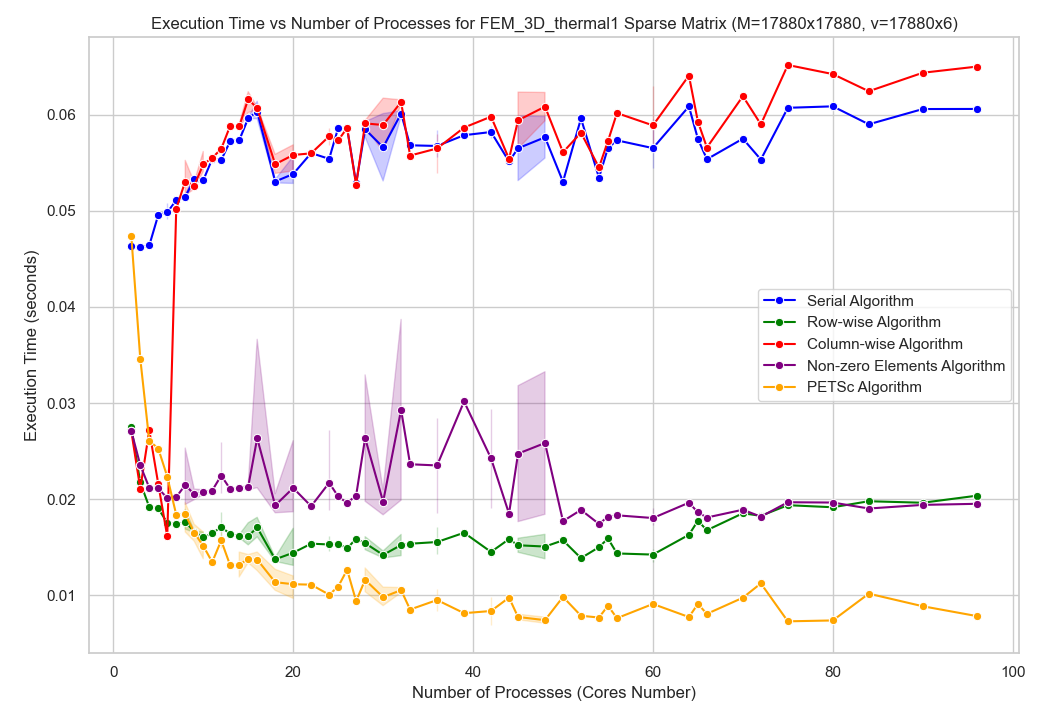 Execution Time vs Number of Processes for FEM_3D_thermal1 Sparse Matrix (M=17880x17880, v=17880x6)
Execution Time (seconds)
0.06
0.05
0.04
0.03
0.02
0.01
Serial Algorithm
Row-wise Algorithm
Column-wise Algorithm
Non-zero Elements Algorithm
PETSc Algorithm
0 20 40 60 80 100
Number of Processes (Cores Number)